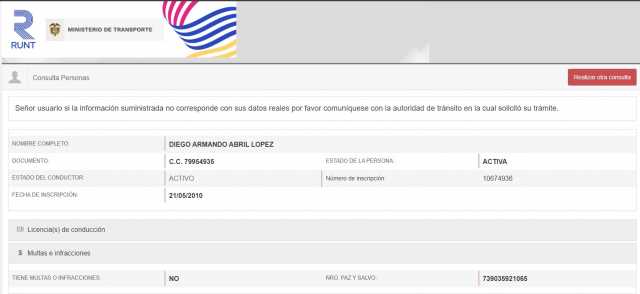 RUNT
MINISTERIO DE TRANSPORTE
Consulta Personas
Realizar otra consulta
Señor usuario si la información suministrada no corresponde con sus datos reales por favor comuníquese con la autoridad de tránsito en la cual solicitó su trámite.
NOMBRE COMPLETO: DIEGO ARMANDO ABRIL LOPEZ
DOCUMENTO: C.C. 79954935 ESTADO DE LA PERSONA: ACTIVA
ESTADO DEL CONDUCTOR: ACTIVO Número de inscripción: 10674936
FECHA DE INSCRIPCIÓN: 21/05/2010
Licencia(s) de conducción
Multas e infracciones
TIENE MULTAS O INFRACCIONES: NO NRO. PAZ Y SALVO: 739035921065